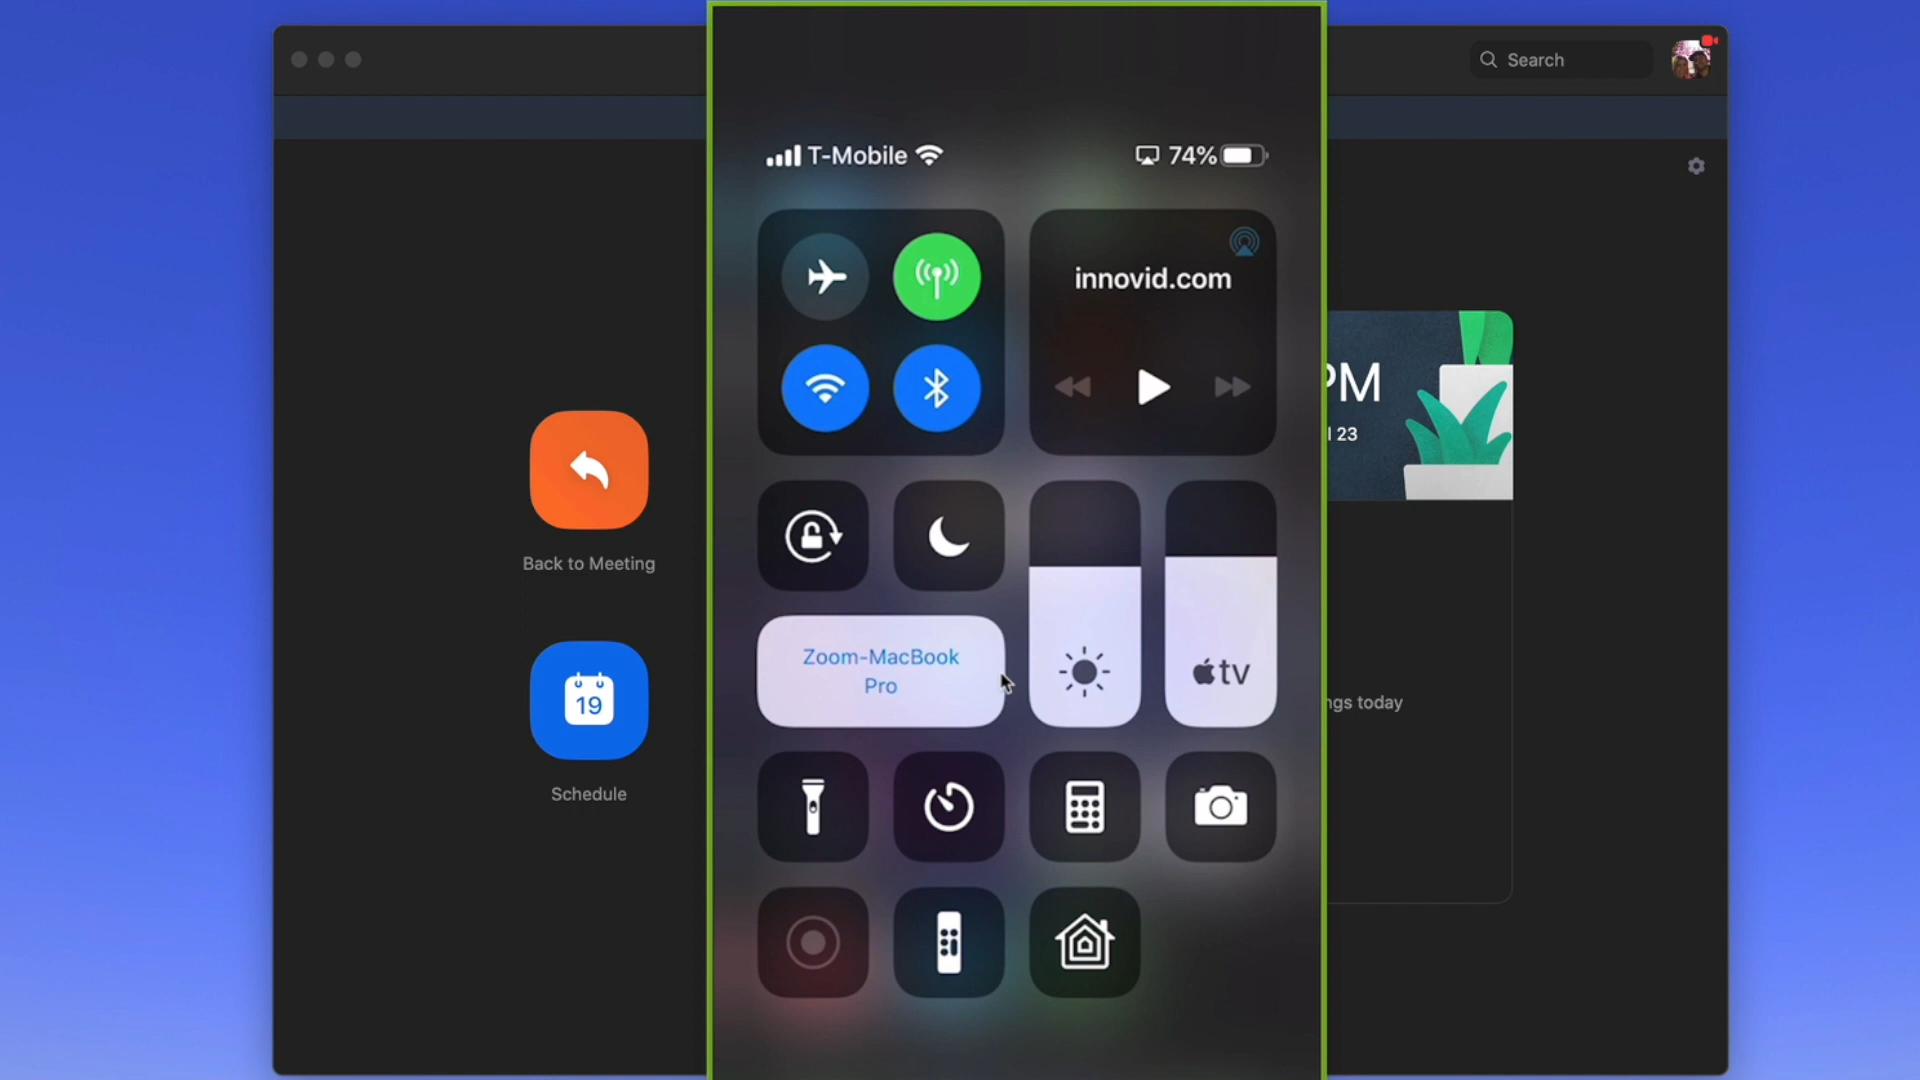 Search
T-Mobile
74%
innovid.com
PM
23
Back to Meeting
Zoom-MacBook
Pro
tv
19
ngs today
Schedule